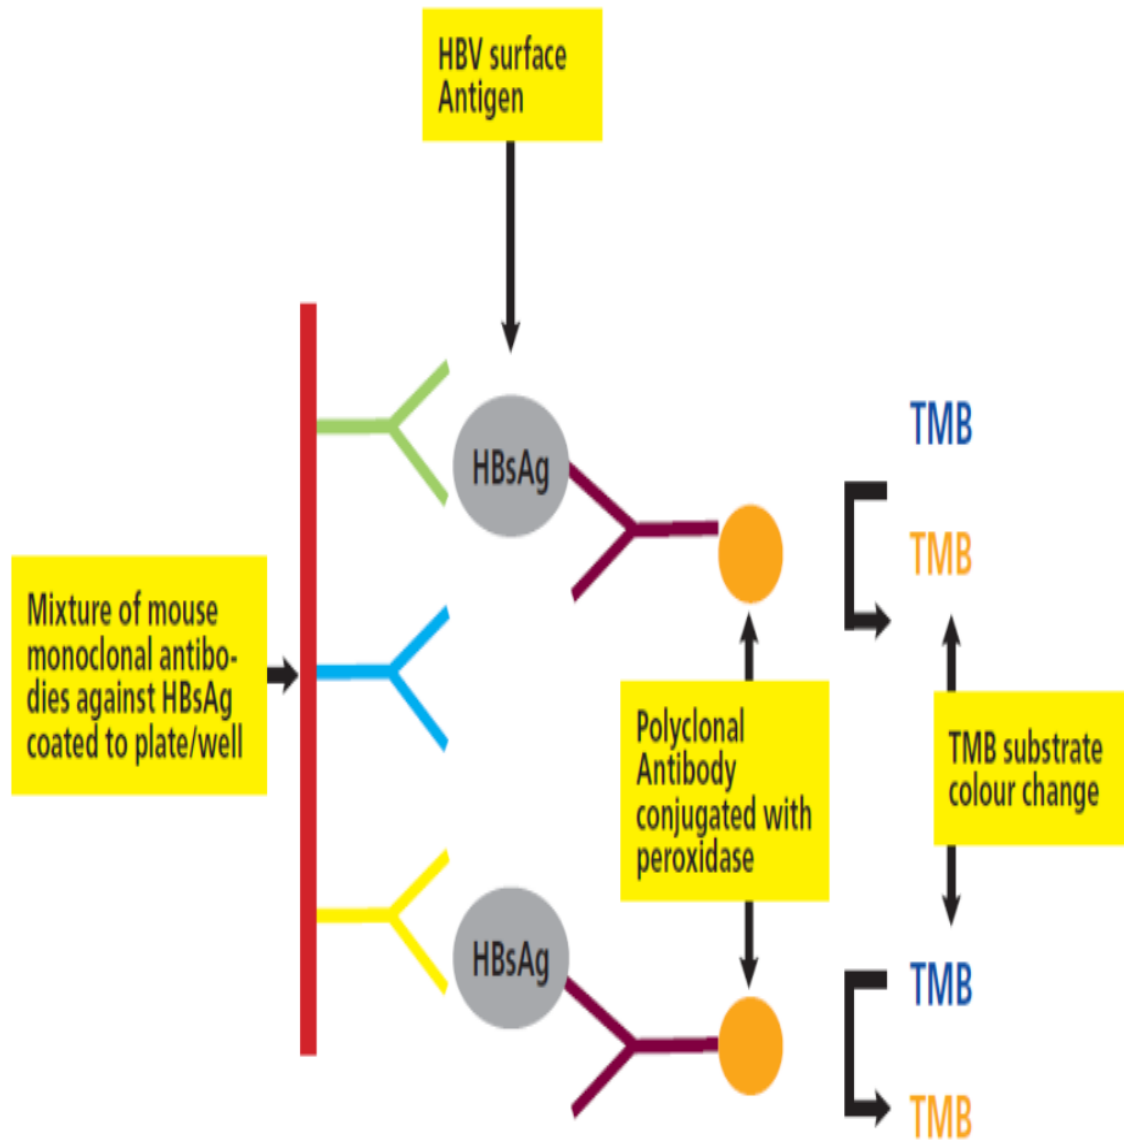 HBV surface
Antigen
HBsAg
TMB
TMB
Mixture of mouse
monoclonal antibo-
dies against HBsAg
coated to plate/well
Polyclonal
Antibody
conjugated with
peroxidase
TMB substrate
colour change
HBsAg
TMB
TMB